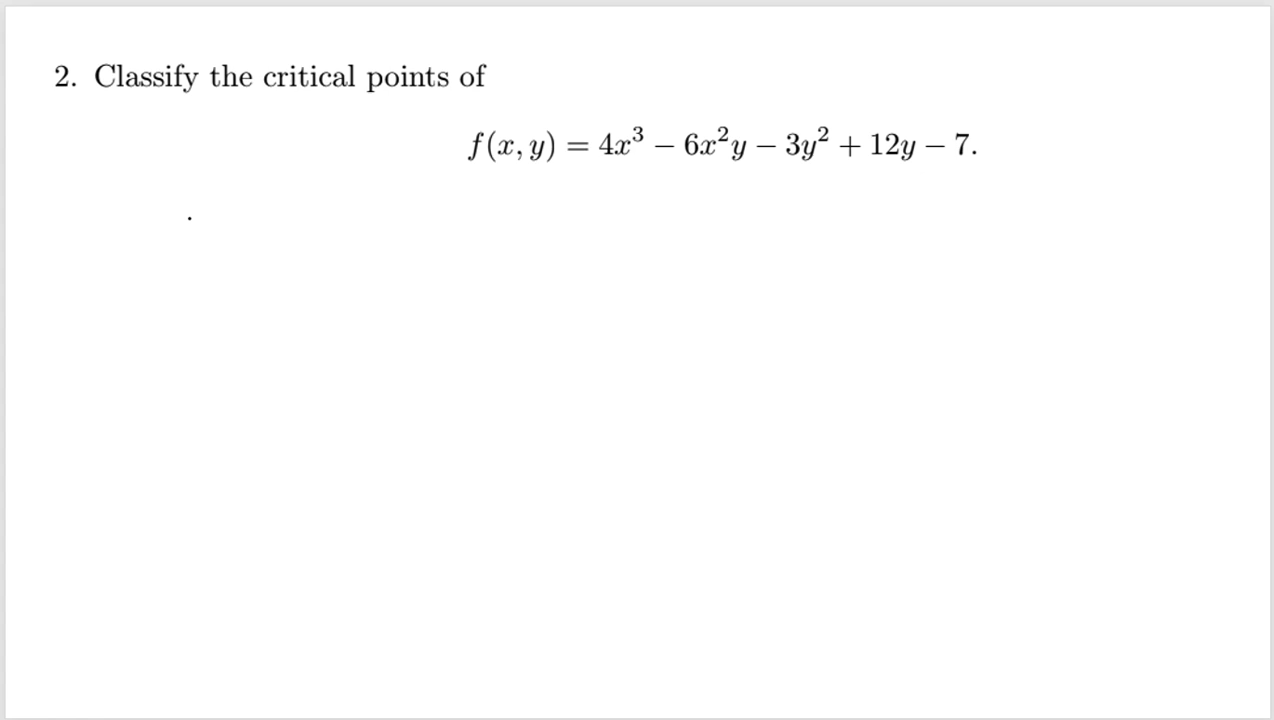 2. Classify the critical points of
f(x, y) = 4x³ − 6x²y − 3y² + 12y − 7.
.